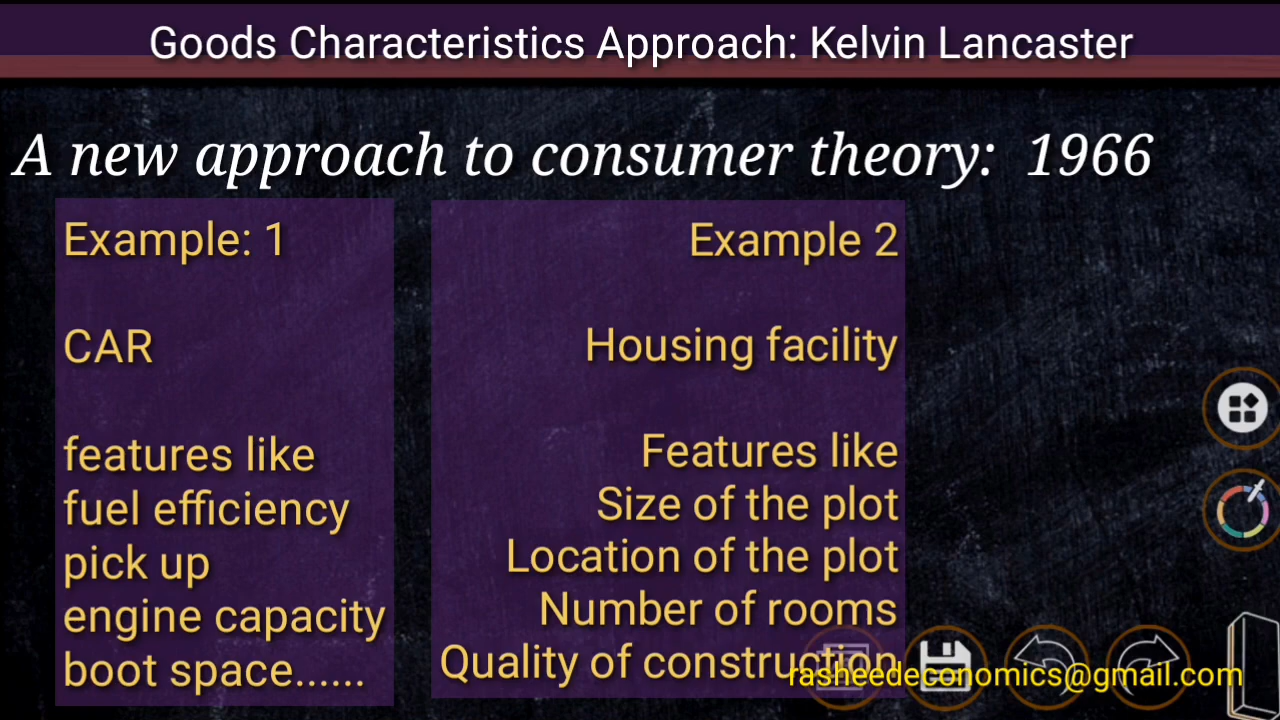 Goods Characteristics Approach: Kelvin Lancaster
A new approach to consumer theory: 1966
Example: 1
CAR
features like
fuel efficiency
pick up
engine capacity
boot space......
Example 2
Housing facility
Features like
Size of the plot
Location of the plot
Number of rooms
Quality of construction
rasheedeconomics@gmail.com